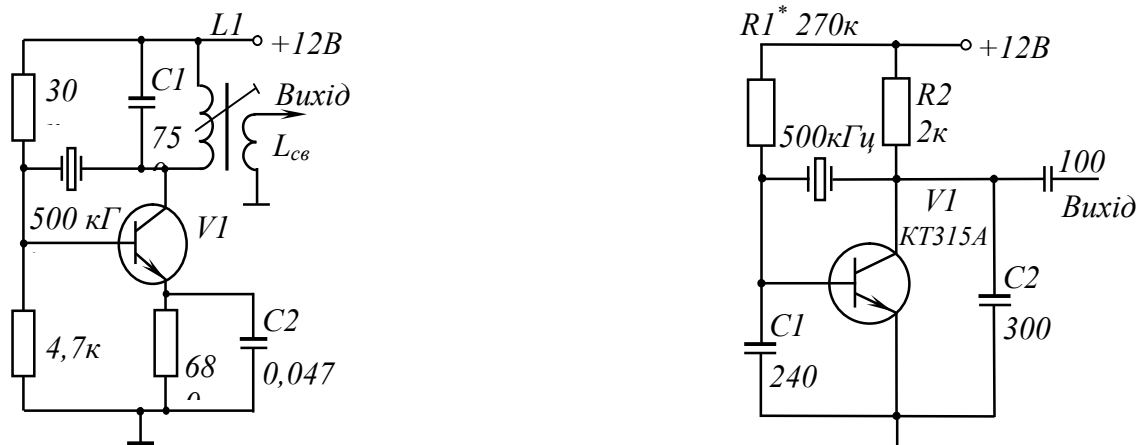 L1
+12В
30
C1
75
Вихід
Lсв
500 кГ
V1
4,7к
68
C2
0,047
R1* 270к
+12В
R2
2к
500кГц
100
Вихід
V1
КТ315А
C1
240
C2
300